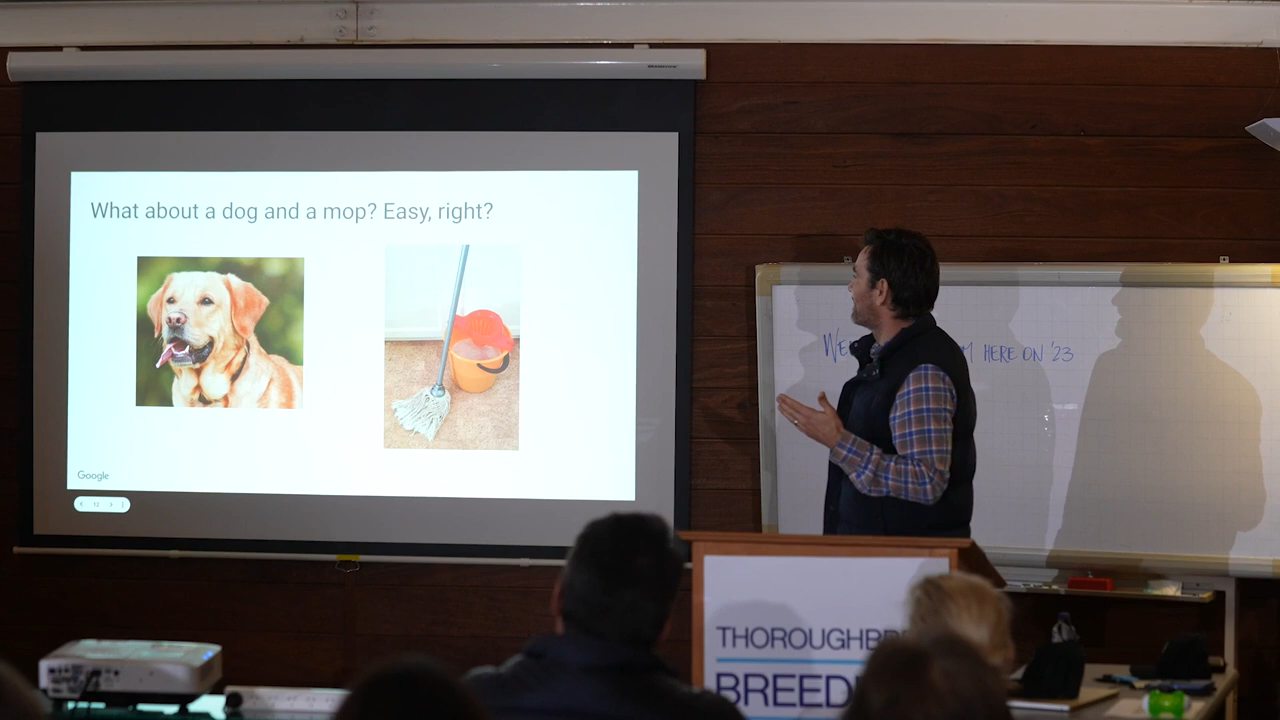 What about a dog and a mop? Easy, right?
Google
HERE ON '23
THOROUGHBR
BREED